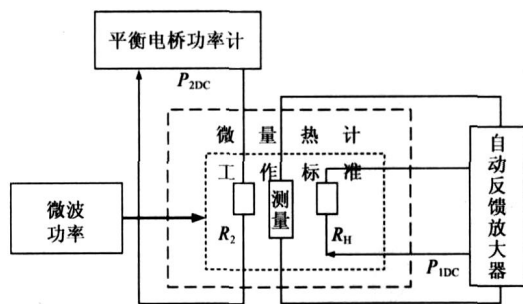 平衡电桥功率计
P2DC
微量热计
工作标准
微波
功率
测量
R2
RH
P1DC
自动反馈放大器